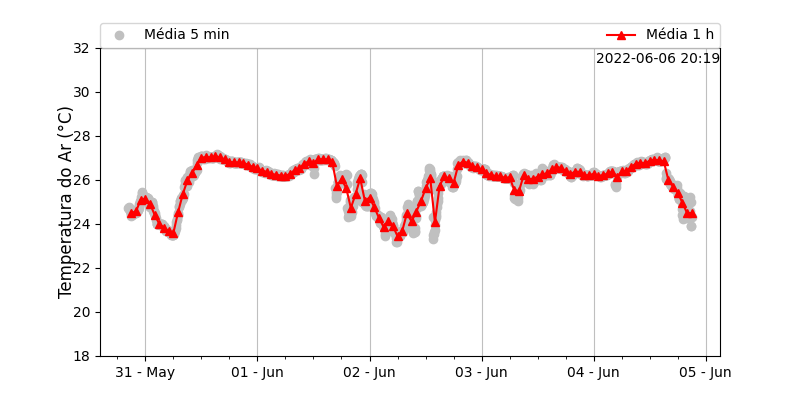 Média 5 min
Média 1 h
2022-06-06 20:19
Temperatura do Ar (°C)
32
30
28
26
24
22
20
18
31 - May
01 - Jun
02 - Jun
03 - Jun
04 - Jun
05 - Jun